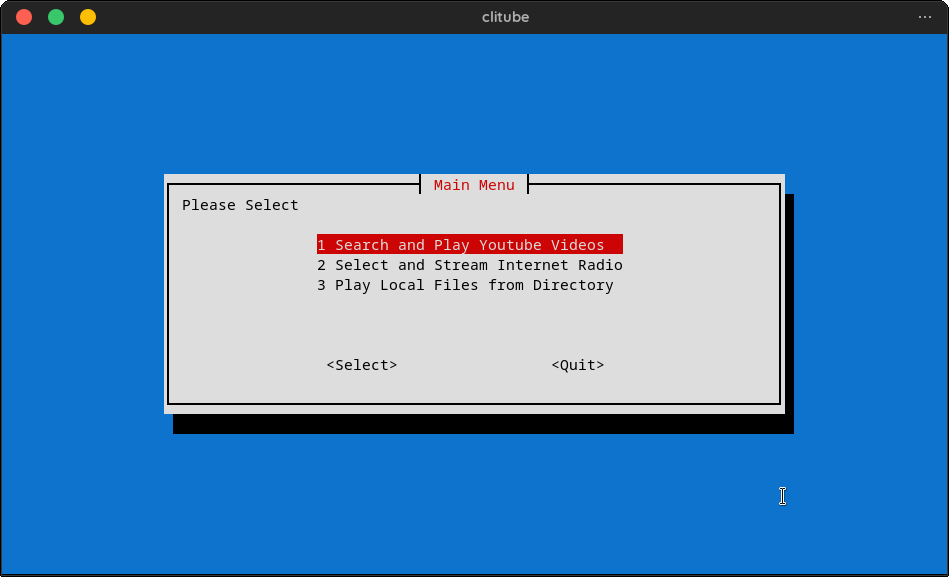 clitube
Main Menu
Please Select
1 Search and Play Youtube Videos
2 Select and Stream Internet Radio
3 Play Local Files from Directory
<Select> <Quit>